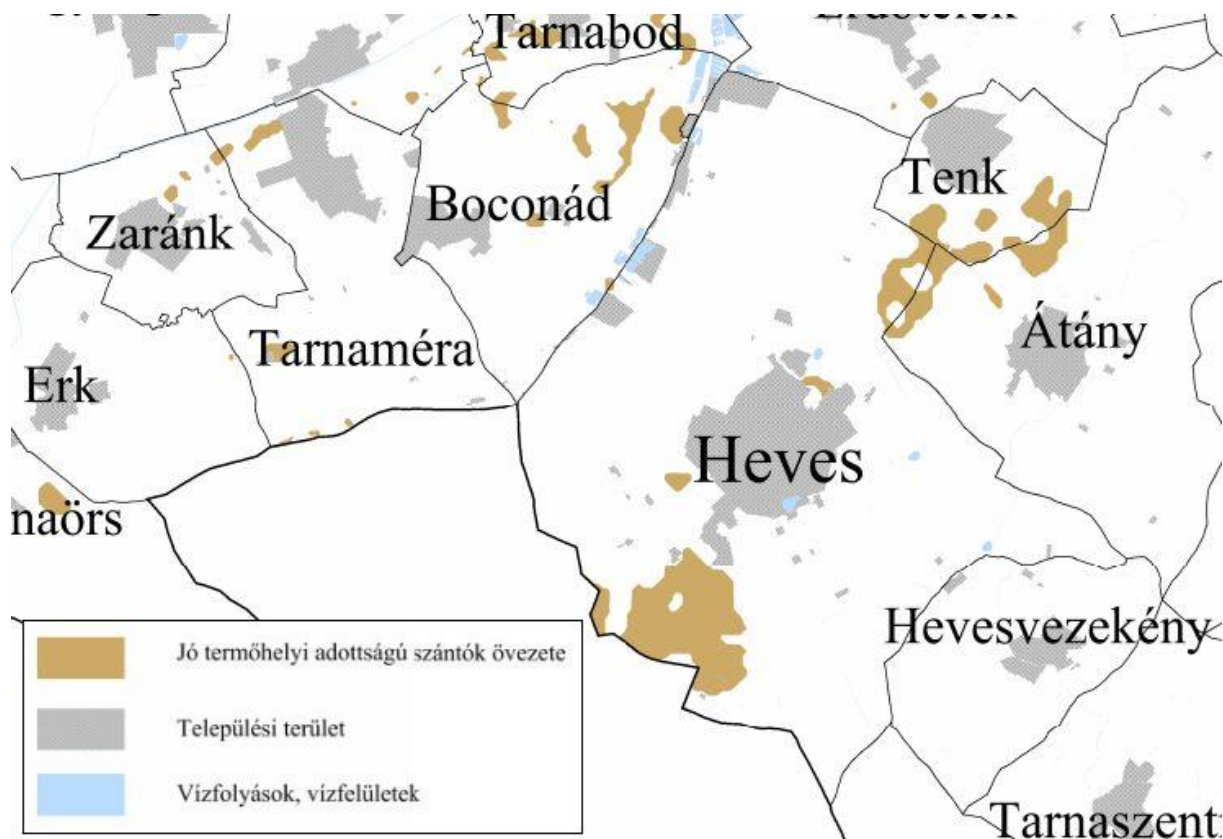 Tarnabod
Tenk
Boconád
Zaránk
Átány
Tarnaméra
Erk
Heves
naörs
Hevesvezekény
Jó termőhelyi adottságú szántók övezete
Települési terület
Vízfolyások, vízfelületek
Tarnaszent